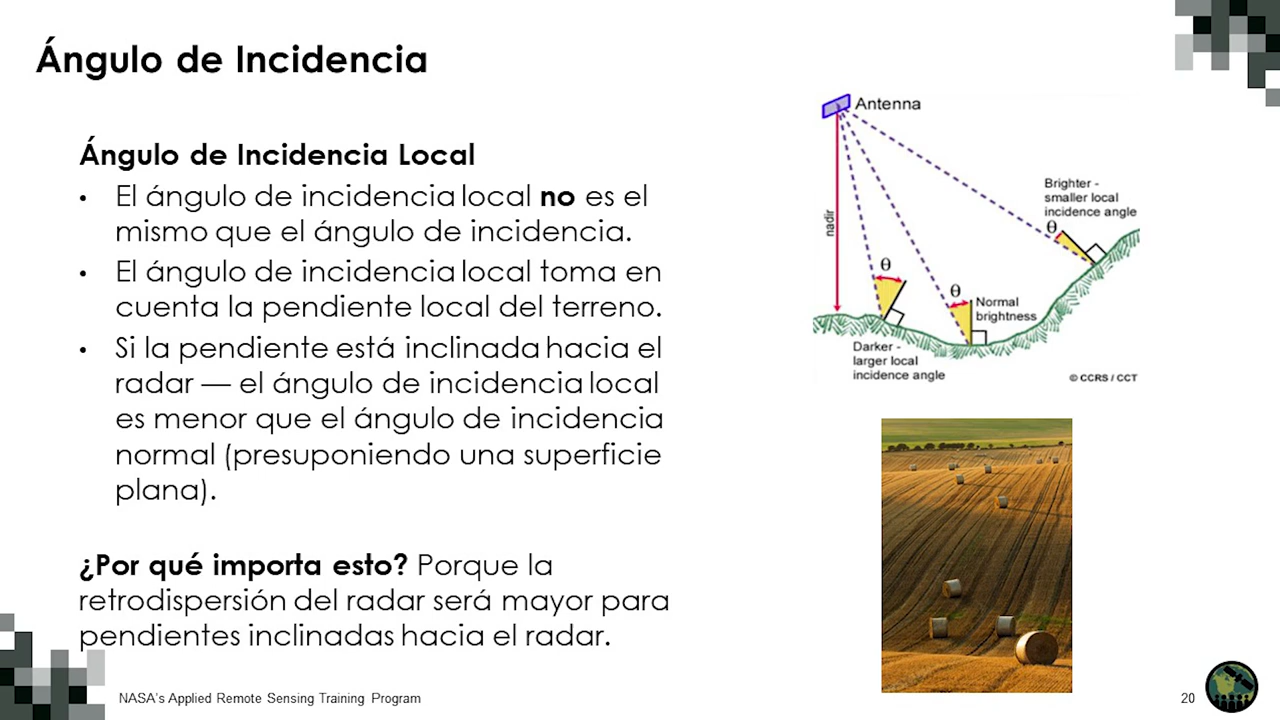 Ángulo de Incidencia
Ángulo de Incidencia Local
• El ángulo de incidencia local no es el
mismo que el ángulo de incidencia.
• El ángulo de incidencia local toma en
cuenta la pendiente local del terreno.
• Si la pendiente está inclinada hacia el
radar — el ángulo de incidencia local
es menor que el ángulo de incidencia
normal (presuponiendo una superficie
plana).
¿Por qué importa esto? Porque la
retrodispersión del radar será mayor para
pendientes inclinadas hacia el radar.
Antenna
nadir
Brighter -
smaller local
incidence angle
θ
θ
θ
Normal
brightness
Darker -
larger local
incidence angle
© CCRS / CCT
NASA's Applied Remote Sensing Training Program
20